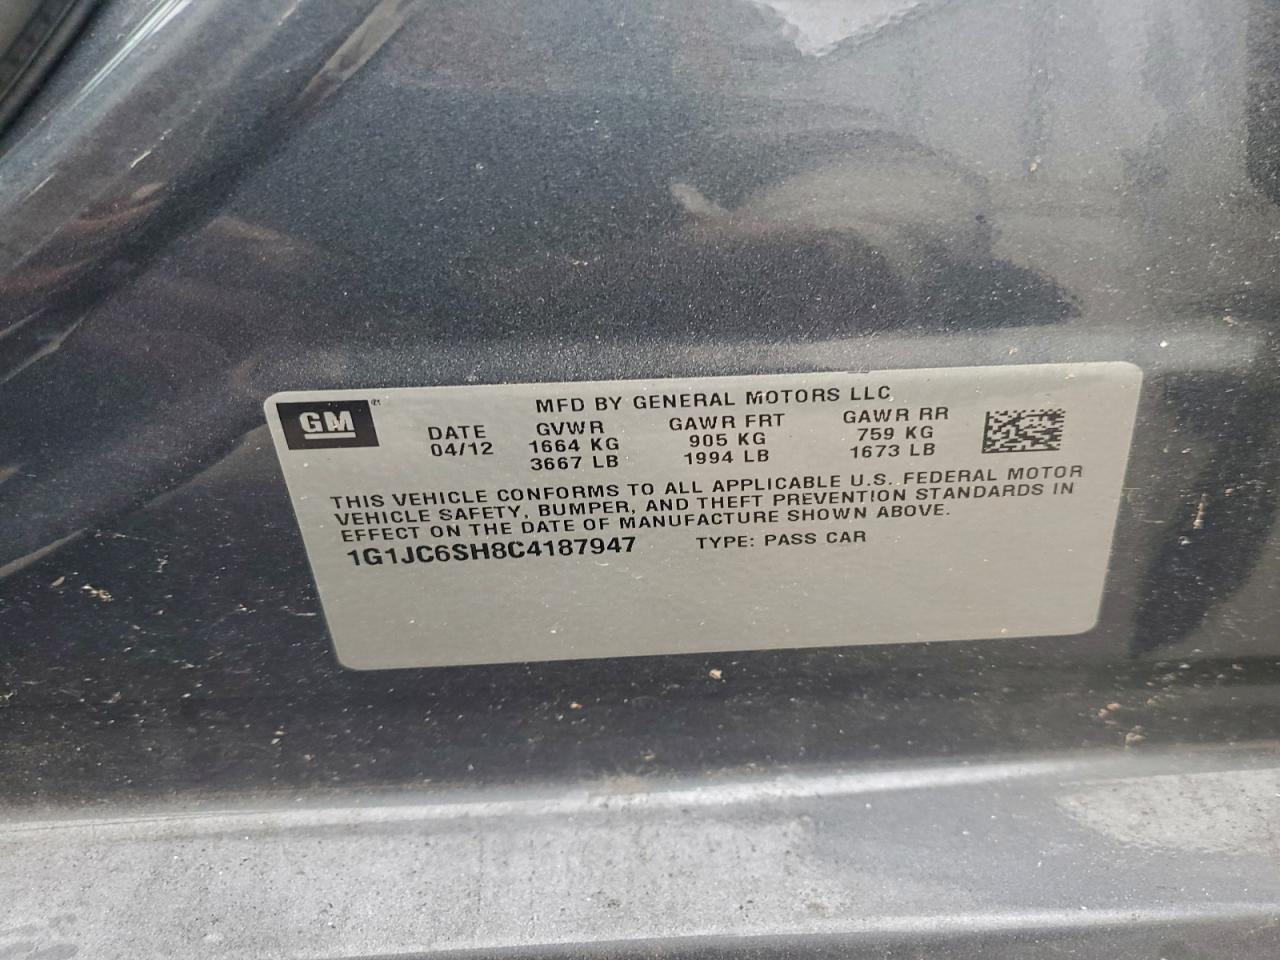 GM ®
MFD BY GENERAL MOTORS LLC
DATE GVWR GAWR FRT GAWR RR
04/12 1664 KG 905 KG 759 KG
3667 LB 1994 LB 1673 LB
THIS VEHICLE CONFORMS TO ALL APPLICABLE U.S. FEDERAL MOTOR
VEHICLE SAFETY, BUMPER, AND THEFT PREVENTION STANDARDS IN
EFFECT ON THE DATE OF MANUFACTURE SHOWN ABOVE.
1G1JC6SH8C4187947 TYPE: PASS CAR